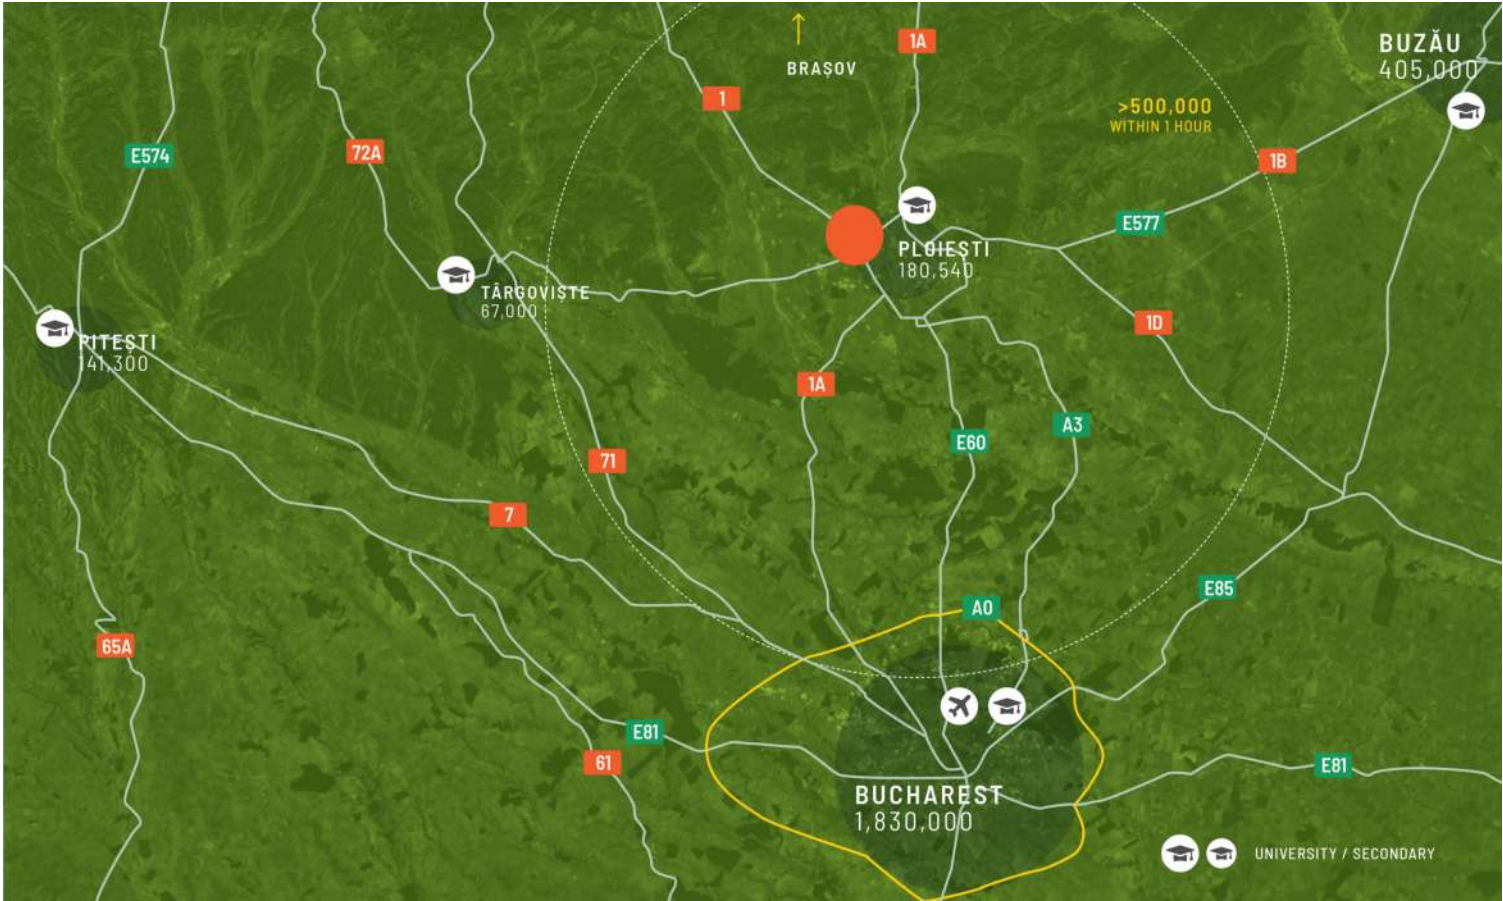 1A
BUZĂU
405,000
BRAȘOV
1
>500,000
WITHIN 1 HOUR
E574
72A
1B
E577
PLOIEȘTI
180,540
TÂRGOVIȘTE
67,000
1D
PITEȘTI
141,300
1A
A3
E60
71
7
E85
A0
65A
E81
61
E81
BUCHAREST
1,830,000
UNIVERSITY / SECONDARY